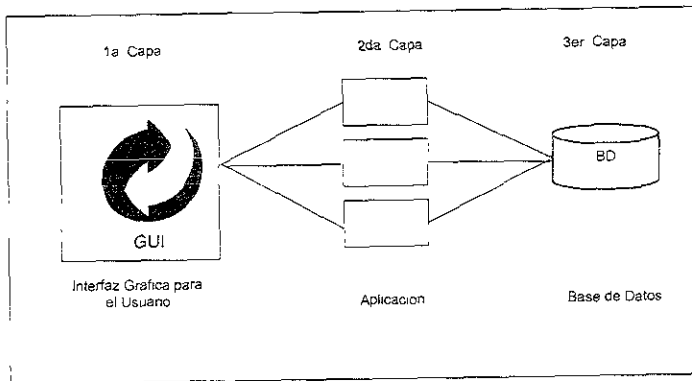 1a Capa
2da Capa
3er Capa
GUI
BD
Interfaz Grafica para
el Usuario
Aplicacion
Base de Datos